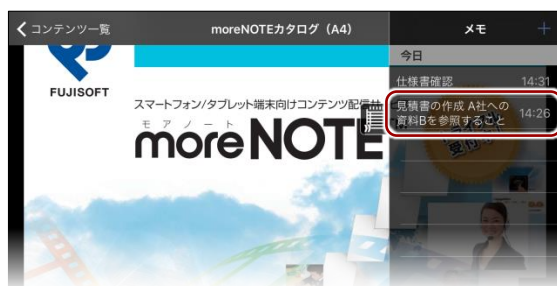 コンテンツ一覧
moreNOTEカタログ（A4）
メモ
今日
仕様書確認 14:31
見積書の作成 A社への
資料Bを参照すること 14:26
FUJISOFT
スマートフォン/タブレット端末向けコンテンツ配信サ
モアノート
moreNOTE
受付